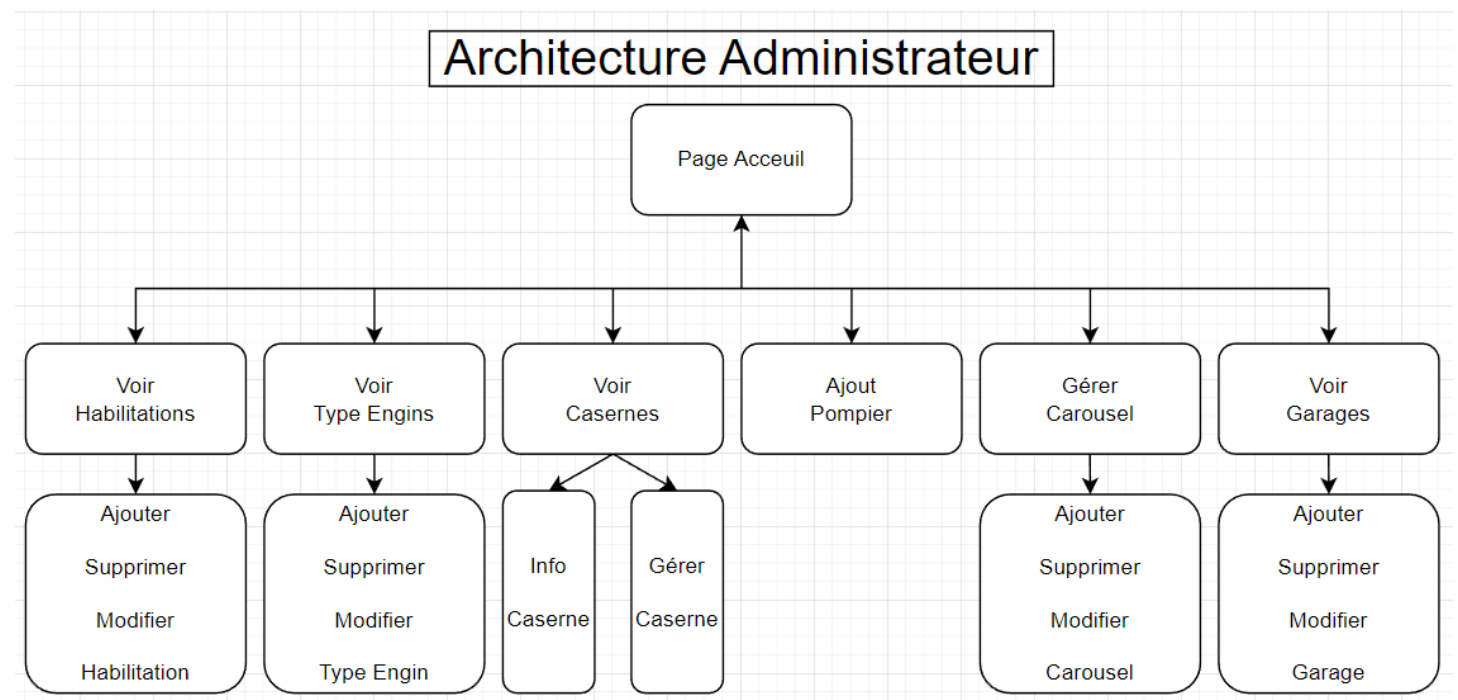 Architecture Administrateur
Page Acceuil
Voir
Habilitations
Voir
Type Engins
Voir
Casernes
Ajout
Pompier
Gérer
Carousel
Voir
Garages
Ajouter
Supprimer
Modifier
Habilitation
Ajouter
Supprimer
Modifier
Type Engin
Info
Caserne
Gérer
Caserne
Ajouter
Supprimer
Modifier
Carousel
Ajouter
Supprimer
Modifier
Garage